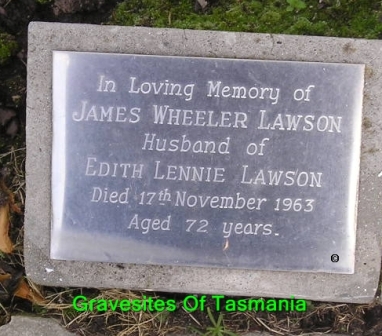 In Loving Memory of
JAMES WHEELER LAWSON
Husband of
EDITH LENNIE LAWSON
Died 17th November 1963
Aged 72 years.
Gravesites Of Tasmania